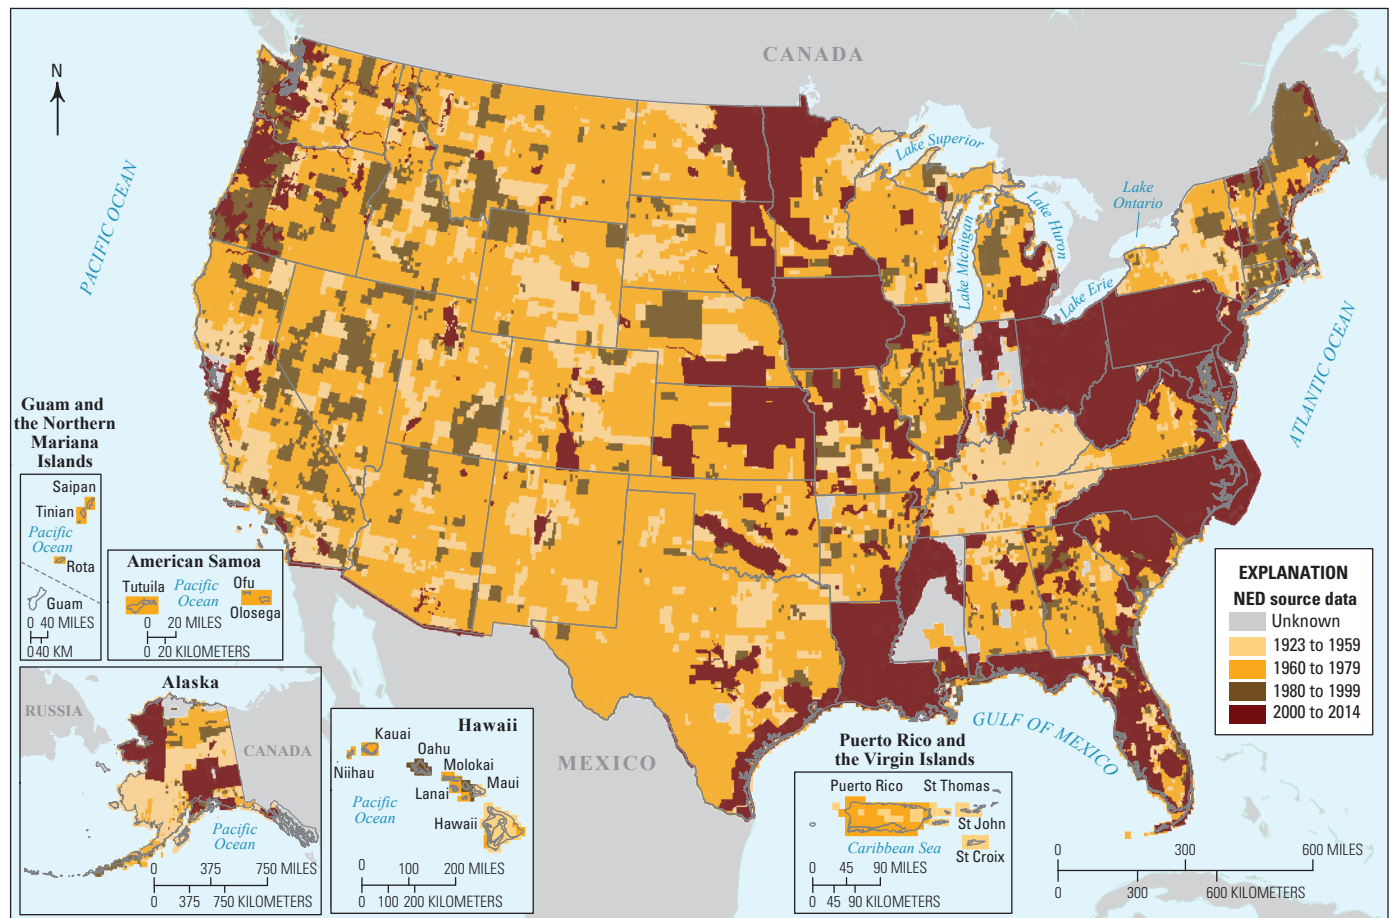 CANADA
N
PACIFIC OCEAN
Lake Superior
Lake Michigan
Lake Huron
Lake
Ontario
Lake Erie
ATLANTIC OCEAN
GULF OF MEXICO
MEXICO
Guam and
the Northern
Mariana
Islands
Saipan
Tinian
Pacific
Ocean
Rota
Guam
0 40 MILES
0 40 KM
American Samoa
Tutuila
Pacific
Ocean
Ofu
Olosega
0 20 MILES
0 20 KILOMETERS
Alaska
RUSSIA
CANADA
Pacific
Ocean
0 375 750 MILES
0 375 750 KILOMETERS
Hawaii
Kauai
Niihau
Oahu
Molokai
Lanai
Maui
Hawaii
Pacific
Ocean
0 100 200 MILES
0 100 200 KILOMETERS
Puerto Rico and
the Virgin Islands
Puerto Rico
St Thomas
St John
St Croix
Caribbean Sea
0 45 90 MILES
0 45 90 KILOMETERS
EXPLANATION
NED source data
Unknown
1923 to 1959
1960 to 1979
1980 to 1999
2000 to 2014
0 300 600 MILES
0 300 600 KILOMETERS